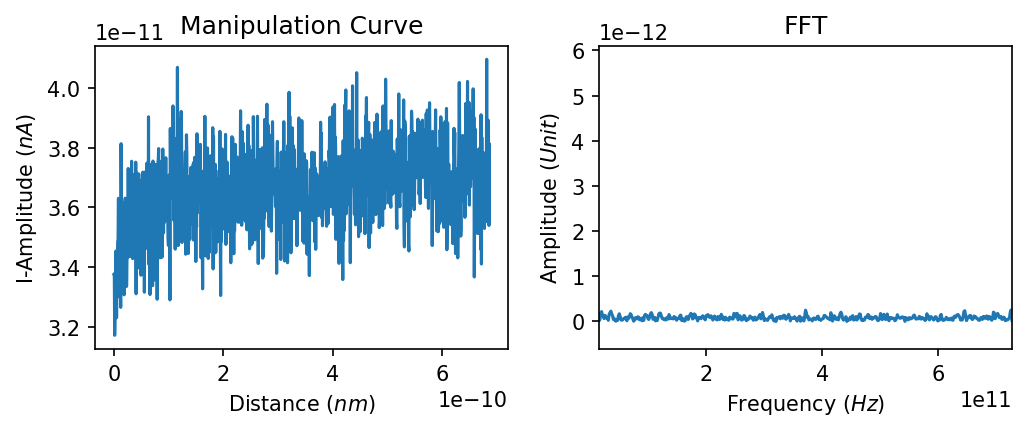 Manipulation Curve
1e−11
4.0
3.8
3.6
3.4
3.2
I-Amplitude (nA)
0 2 4 6
1e−10
Distance (nm)
FFT
1e−12
6
5
4
3
2
1
0
Amplitude (Unit)
2 4 6
1e11
Frequency (Hz)